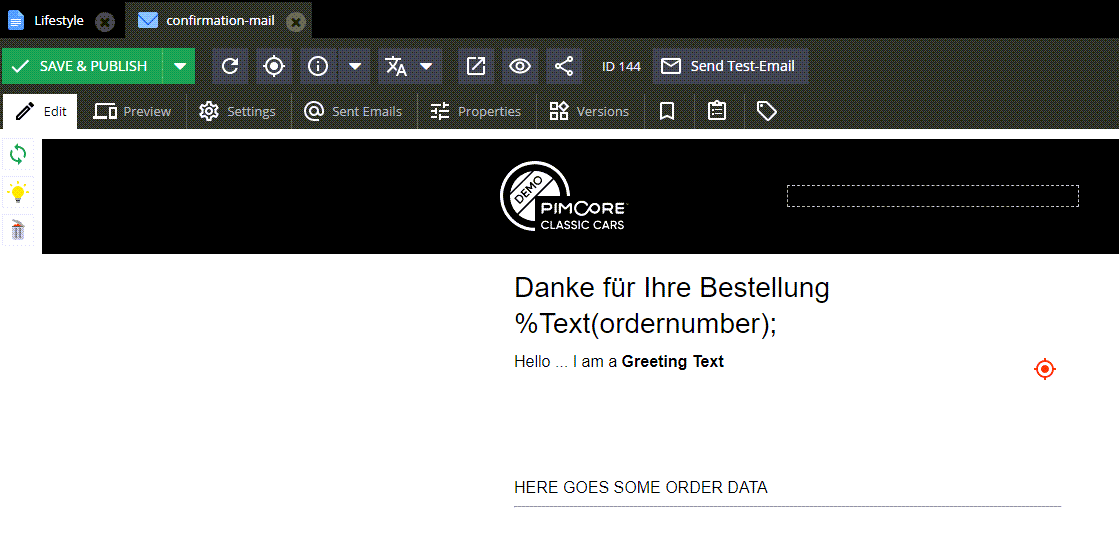 Lifestyle
confirmation-mail
SAVE & PUBLISH
ID 144
Send Test-Email
Edit
Preview
Settings
Sent Emails
Properties
Versions
DEMO
PIMCORE
CLASSIC CARS
Danke für Ihre Bestellung
%Text(ordernumber);
Hello ... I am a Greeting Text
HERE GOES SOME ORDER DATA